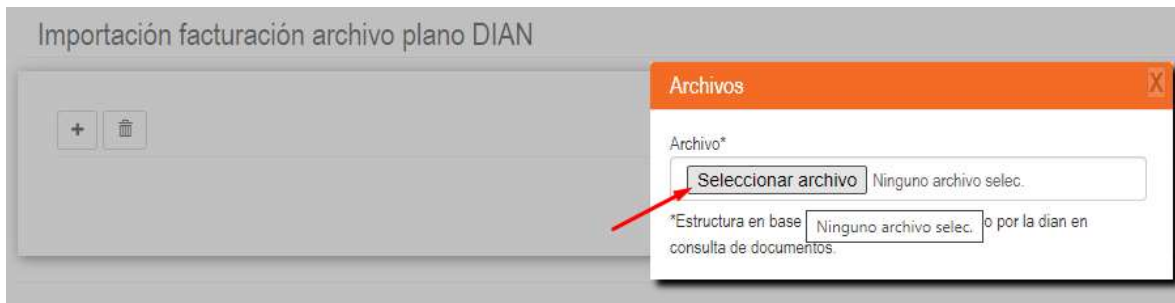 Importación facturación archivo plano DIAN
Archivos X
+
Archivo*
Seleccionar archivo Ninguno archivo selec.
*Estructura en base o por la dian en
Ninguno archivo selec.
consulta de documentos.